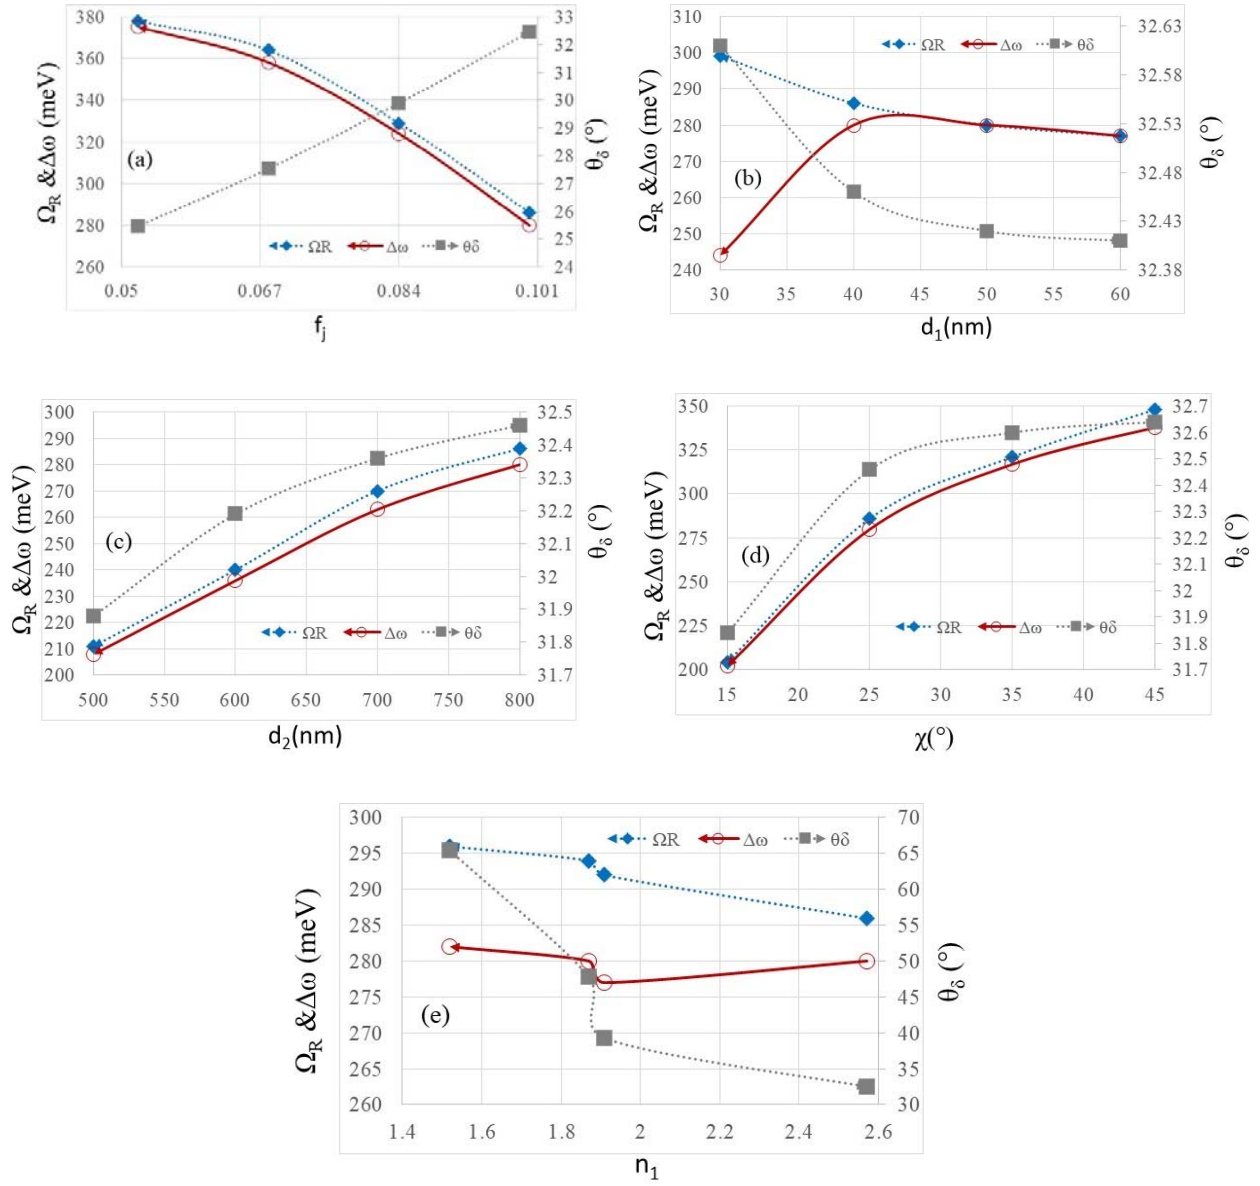 380
360
340
320
300
280
260
33
32
31
30
29
28
27
26
25
24
Ω_R & Δω (meV)
θ_δ (°)
(a)
ΩR Δω θδ
0.05 0.067 0.084 0.101
f_j
310
300
290
280
270
260
250
240
32.63
32.58
32.53
32.48
32.43
32.38
Ω_R & Δω (meV)
θ_δ (°)
ΩR Δω θδ
(b)
30 35 40 45 50 55 60
d_1(nm)
300
290
280
270
260
250
240
230
220
210
200
32.5
32.4
32.3
32.2
32.1
32
31.9
31.8
31.7
Ω_R & Δω (meV)
θ_δ (°)
(c)
ΩR Δω θδ
500 550 600 650 700 750 800
d_2(nm)
350
325
300
275
250
225
200
32.7
32.6
32.5
32.4
32.3
32.2
32.1
32
31.9
31.8
31.7
Ω_R & Δω (meV)
θ_δ (°)
(d)
ΩR Δω θδ
15 20 25 30 35 40 45
χ(°)
300
295
290
285
280
275
270
265
260
70
65
60
55
50
45
40
35
30
Ω_R & Δω (meV)
θ_δ (°)
ΩR Δω θδ
(e)
1.4 1.6 1.8 2 2.2 2.4 2.6
n_1